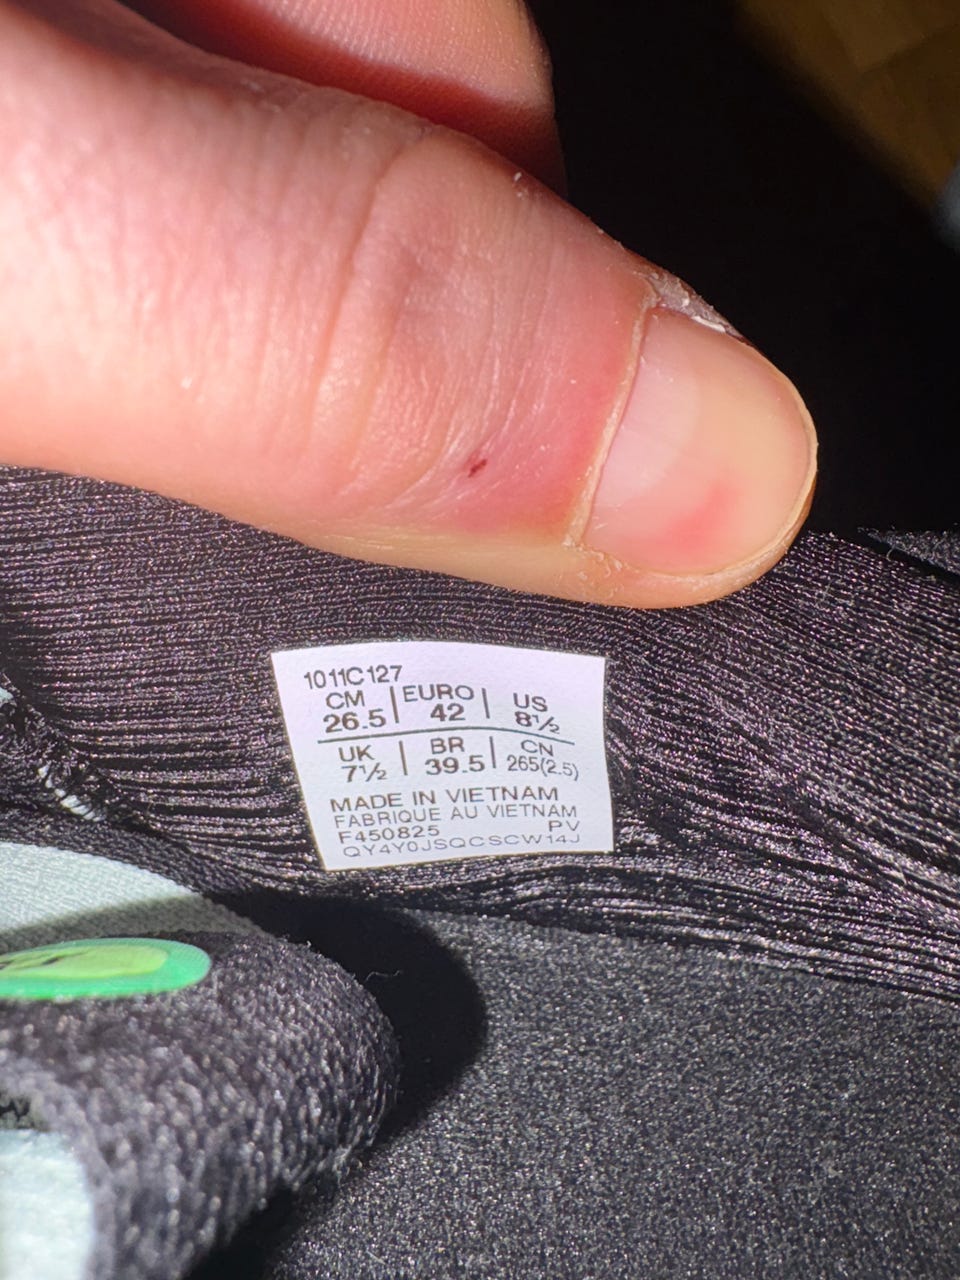 1011C127
CM | EURO | US
26.5 | 42 | 8½
UK | BR | CN
7½ | 39.5 | 265(2.5)
MADE IN VIETNAM
FABRIQUE AU VIETNAM
F450825 PV
QY4Y0JSQCSCW14J